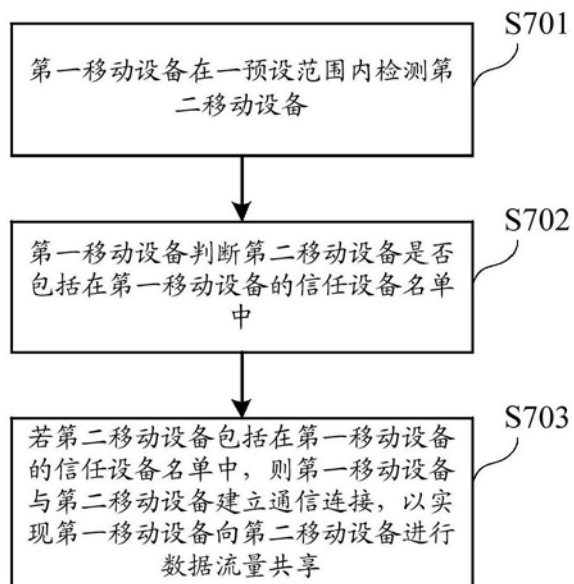 S701
第一移动设备在一预设范围内检测第
二移动设备
S702
第一移动设备判断第二移动设备是否
包括在第一移动设备的信任设备名单
中
S703
若第二移动设备包括在第一移动设备
的信任设备名单中，则第一移动设备
与第二移动设备建立通信连接，以实
现第一移动设备向第二移动设备进行
数据流量共享